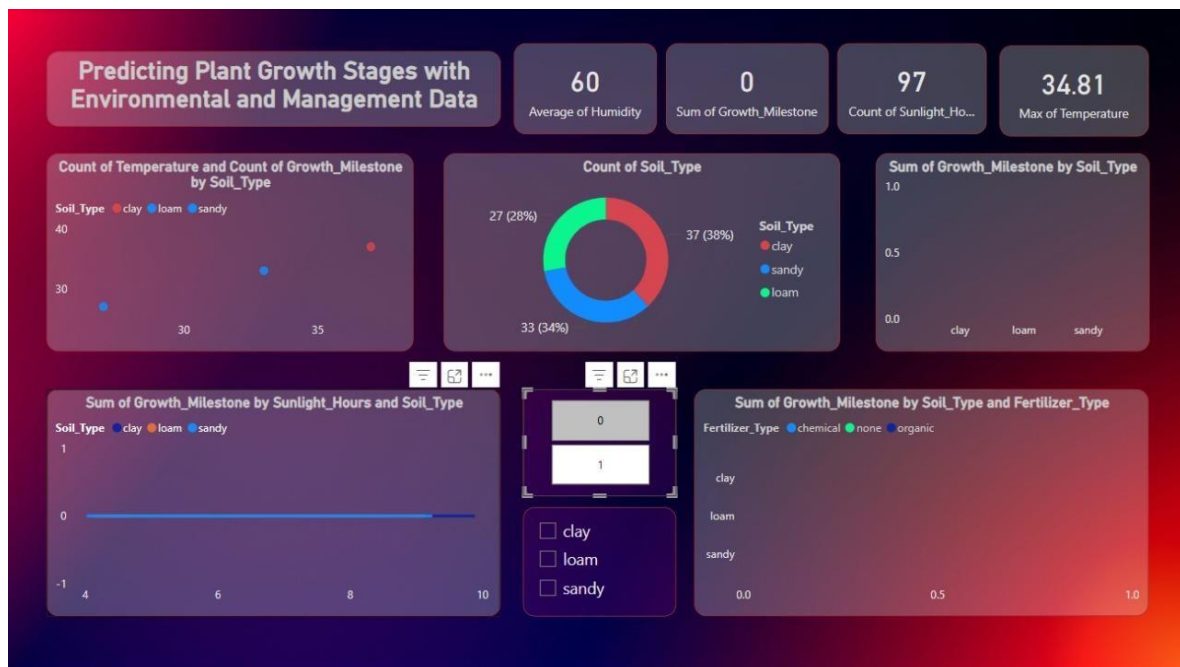 Predicting Plant Growth Stages with
Environmental and Management Data
60
Average of Humidity
0
Sum of Growth_Milestone
97
Count of Sunlight_Ho...
34.81
Max of Temperature
Count of Temperature and Count of Growth_Milestone
by Soil_Type
Soil_Type clay loam sandy
40
30
30 35
Count of Soil_Type
27 (28%)
37 (38%)
33 (34%)
Soil_Type
clay
sandy
loam
Sum of Growth_Milestone by Soil_Type
1.0
0.5
0.0
clay loam sandy
Sum of Growth_Milestone by Sunlight_Hours and Soil_Type
Soil_Type clay loam sandy
1
0
-1
4 6 8 10
0
1
clay
loam
sandy
Sum of Growth_Milestone by Soil_Type and Fertilizer_Type
Fertilizer_Type chemical none organic
clay
loam
sandy
0.0 0.5 1.0